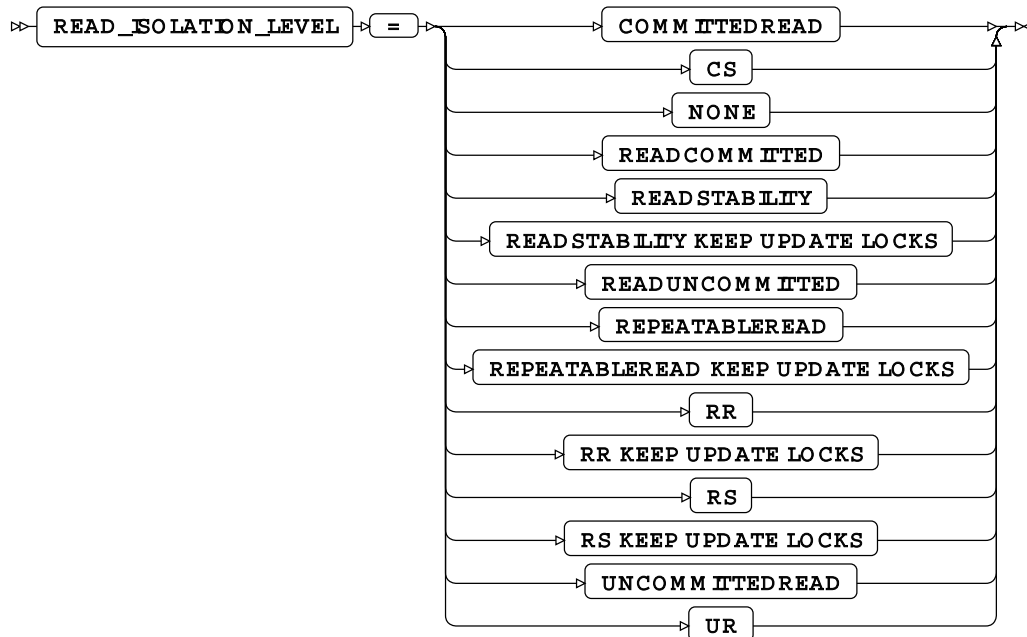 READ_ISOLATION_LEVEL = COMMITTEDREAD
CS
NONE
READCOMMITTED
READSTABILITY
READSTABILITY KEEP UPDATE LOCKS
READUNCOMMITTED
REPEATABLEREAD
REPEATABLEREAD KEEP UPDATE LOCKS
RR
RR KEEP UPDATE LOCKS
RS
RS KEEP UPDATE LOCKS
UNCOMMITTEDREAD
UR